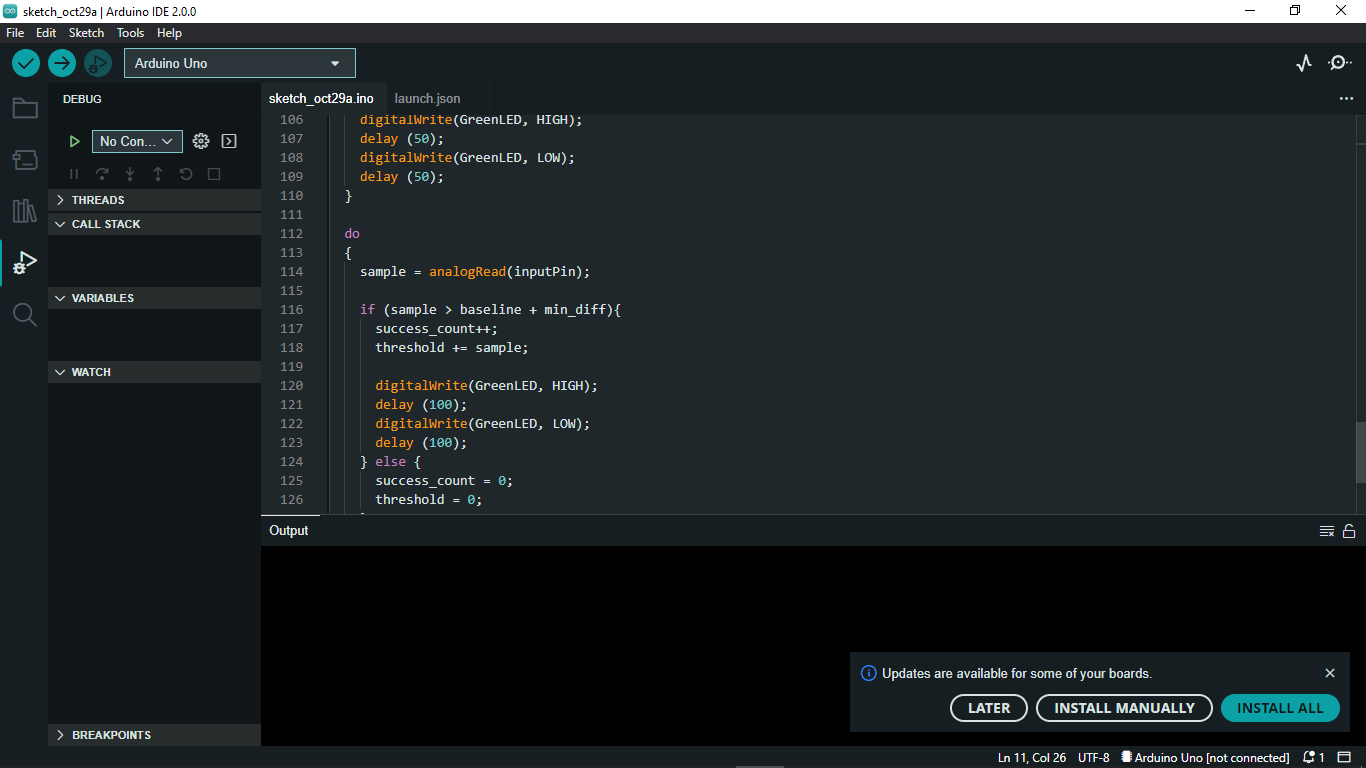 sketch_oct29a | Arduino IDE 2.0.0
File Edit Sketch Tools Help
Arduino Uno
DEBUG
sketch_oct29a.ino launch.json
No Con...
THREADS
CALL STACK
VARIABLES
WATCH
BREAKPOINTS
106 digitalWrite(GreenLED, HIGH);
107 delay (50);
108 digitalWrite(GreenLED, LOW);
109 delay (50);
110 }
111
112 do
113 {
114 sample = analogRead(inputPin);
115
116 if (sample > baseline + min_diff){
117 success_count++;
118 threshold += sample;
119
120 digitalWrite(GreenLED, HIGH);
121 delay (100);
122 digitalWrite(GreenLED, LOW);
123 delay (100);
124 } else {
125 success_count = 0;
126 threshold = 0;
Output
Updates are available for some of your boards.
LATER INSTALL MANUALLY INSTALL ALL
Ln 11, Col 26 UTF-8 Arduino Uno [not connected] 1